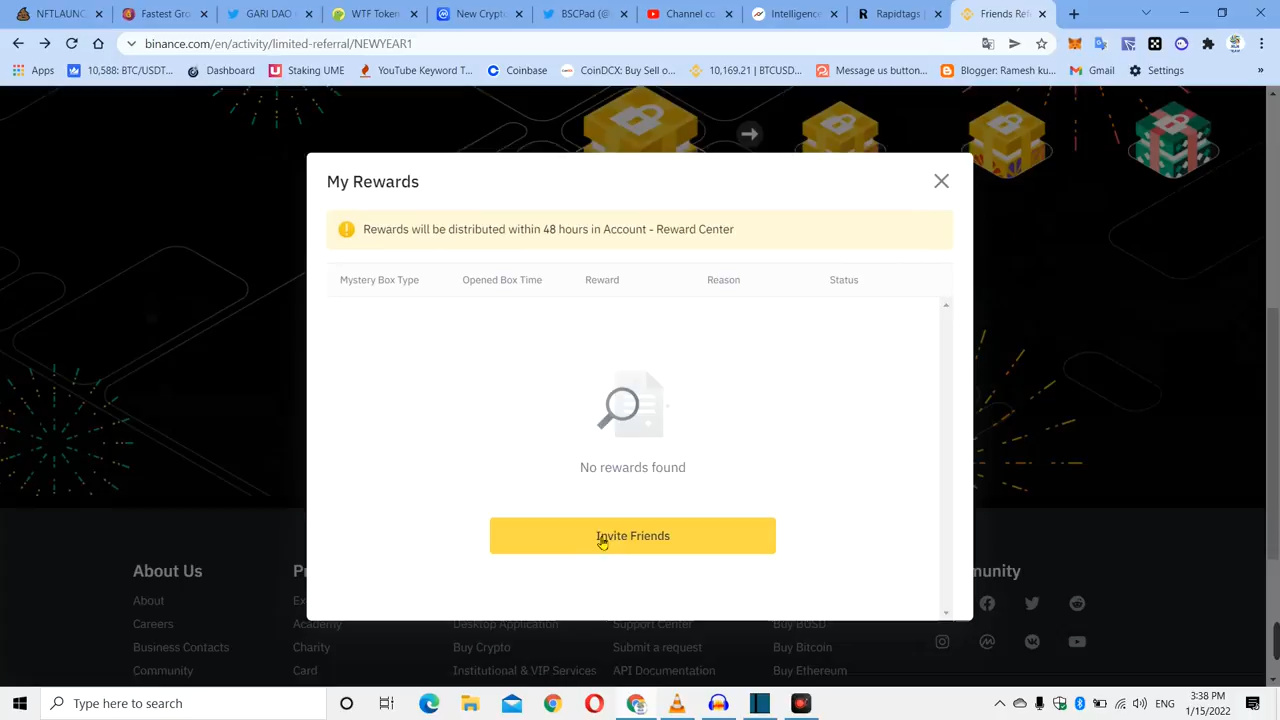 NFTLAUNC
Fastest GRO
GARI DAO
WTF Token
New Cryptoc
BSCPad (@
Channel con
Intelligence
Rapidtags
Friends Refe
binance.com/en/activity/limited-referral/NEWYEAR1
Apps
10,588: BTC/USDT...
Dashboard
Staking UME
YouTube Keyword T...
Coinbase
CoinDCX: Buy Sell o...
10,169.21 | BTCUSD...
Message us button...
Blogger: Ramesh ku...
Gmail
Settings
My Rewards
Rewards will be distributed within 48 hours in Account - Reward Center
Mystery Box Type
Opened Box Time
Reward
Reason
Status
No rewards found
Invite Friends
About Us
About
Careers
Business Contacts
Community
Academy
Charity
Card
Desktop Application
Buy Crypto
Institutional & VIP Services
Support Center
Submit a request
API Documentation
Buy BUSD
Buy Bitcoin
Buy Ethereum
munity
Type here to search
ENG
3:38 PM
1/15/2022